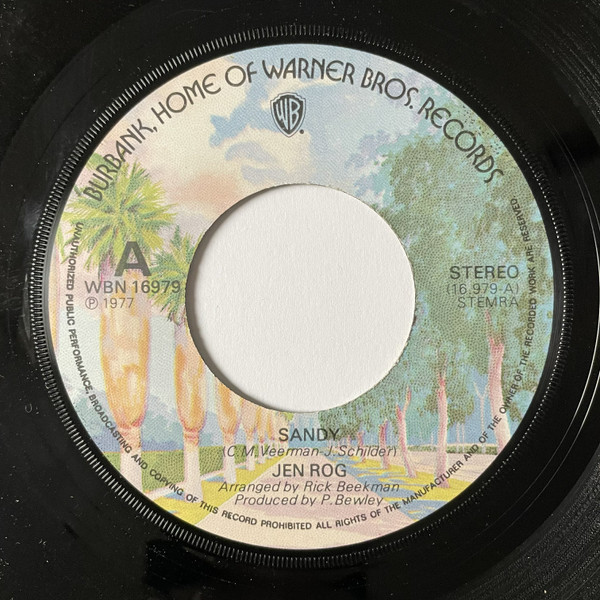 BURBANK, HOME OF WARNER BROS. RECORDS
WB
A
WBN 16979
℗ 1977
STEREO
(16.979-A)
STEMRA
SANDY
(C.M. Veerman-J. Schilder)
JEN ROG
Arranged by Rick Beekman
Produced by P. Bewley
UNAUTHORIZED PUBLIC PERFORMANCE, BROADCASTING AND COPYING OF THIS RECORD PROHIBITED ALL RIGHTS OF THE MANUFACTURER AND OF THE OWNER OF THE RECORDED WORK ARE RESERVED